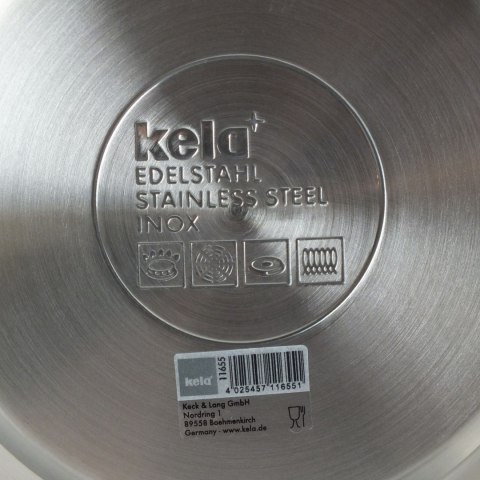 kela+
EDELSTAHL
STAINLESS STEEL
INOX
kela
11655
4 025457 116551
Keck & Lang GmbH
Nordring 1
89558 Boehmenkirch
Germany - www.kela.de